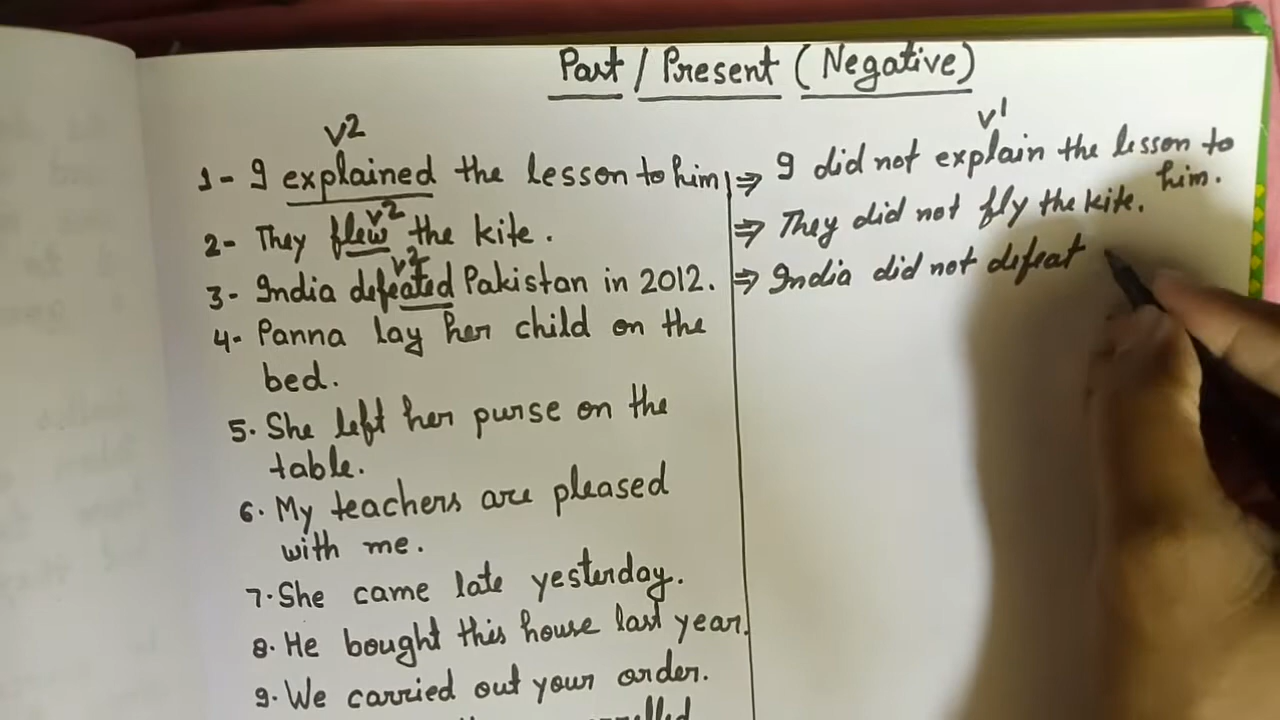 Past / Present (Negative)
v2
v1
1- I explained the lesson to him, ⇒ I did not explain the lesson to
him.
v2
2- They flew the kite. ⇒ They did not fly the kite.
v2
3- India defeated Pakistan in 2012. ⇒ India did not defeat
4- Panna lay her child on the
bed.
5. She left her purse on the
table.
6. My teachers are pleased
with me.
7. She came late yesterday.
8. He bought this house last year.
9. We carried out your order.